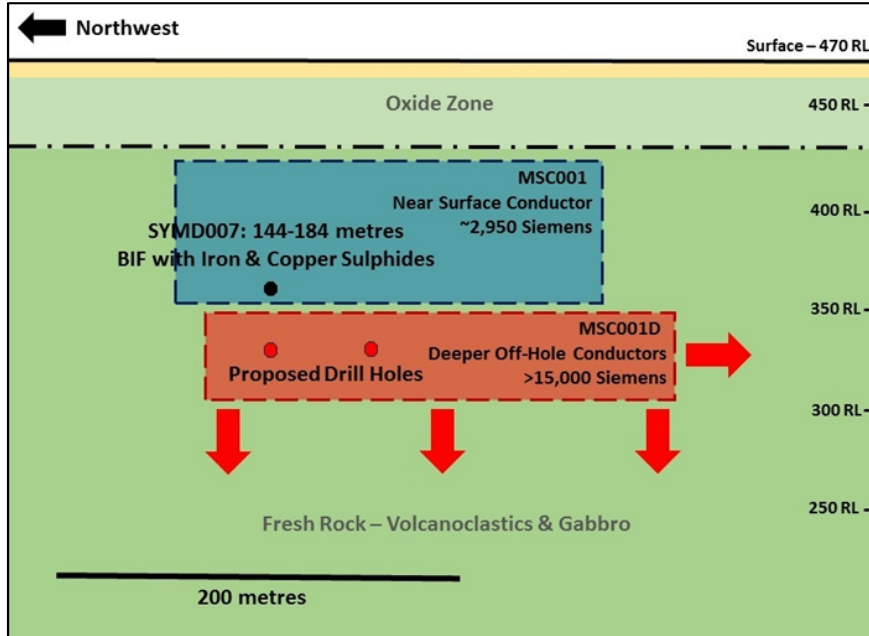 Northwest
Surface – 470 RL
Oxide Zone
450 RL
MSC001
Near Surface Conductor
~2,950 Siemens
400 RL
SYMD007: 144-184 metres
BIF with Iron & Copper Sulphides
350 RL
MSC001D
Deeper Off-Hole Conductors
>15,000 Siemens
Proposed Drill Holes
300 RL
250 RL
Fresh Rock – Volcanoclastics & Gabbro
200 metres